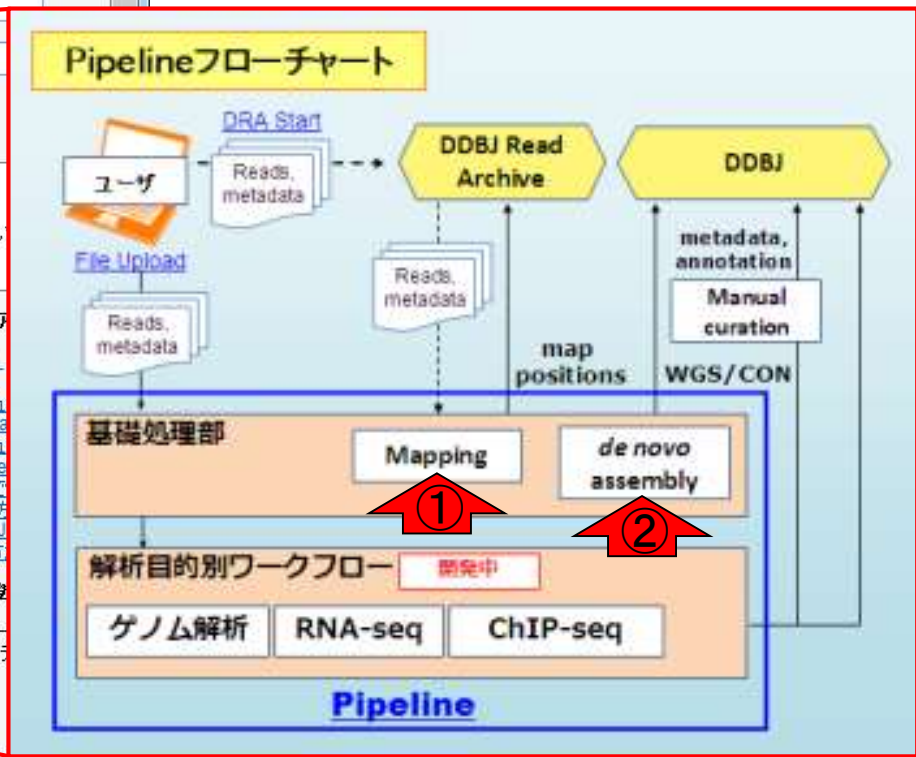 Pipelineフローチャート
DRA Start
ユーザ
Reads,
metadata
DDBJ Read
Archive
DDBJ
File Upload
Reads,
metadata
Reads,
metadata
metadata,
annotation
Manual
curation
map
positions
WGS/CON
基礎処理部
Mapping
de novo
assembly
①
②
解析目的別ワークフロー
開発中
ゲノム解析
RNA-seq
ChIP-seq
Pipeline